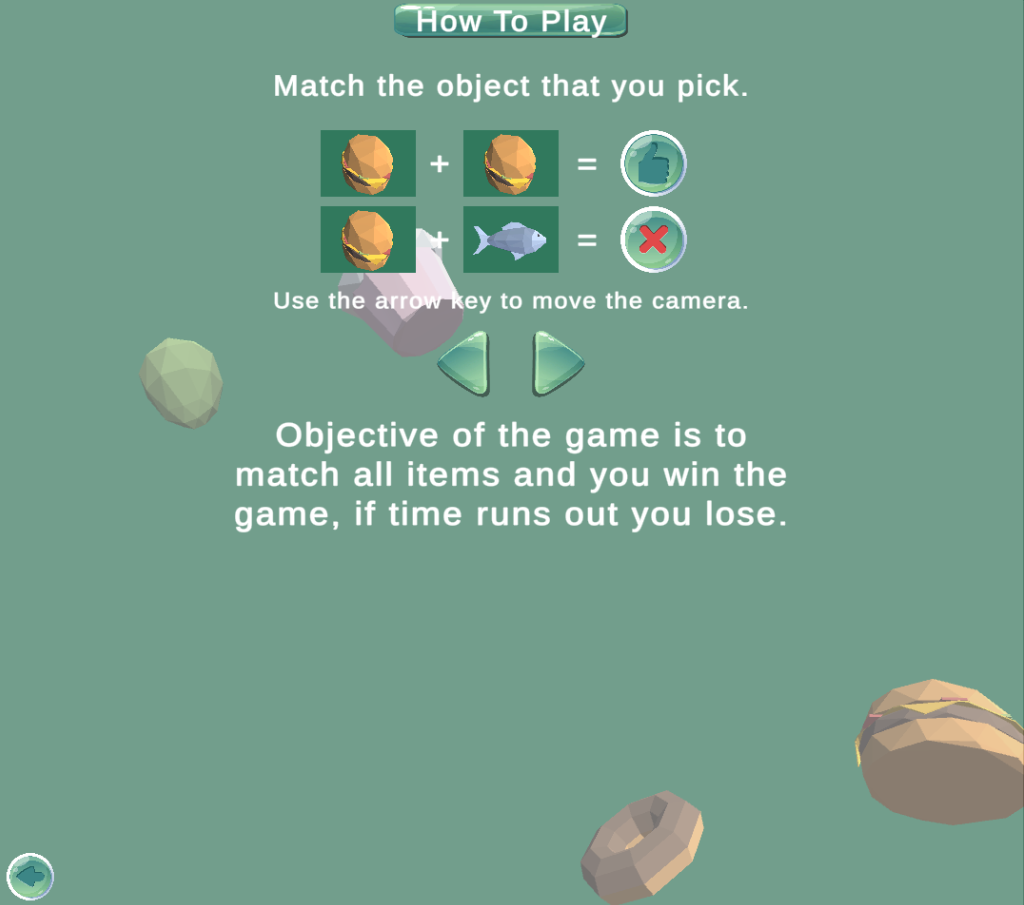 How To Play
Match the object that you pick.
+ =
+ =
Use the arrow key to move the camera.
Objective of the game is to
match all items and you win the
game, if time runs out you lose.